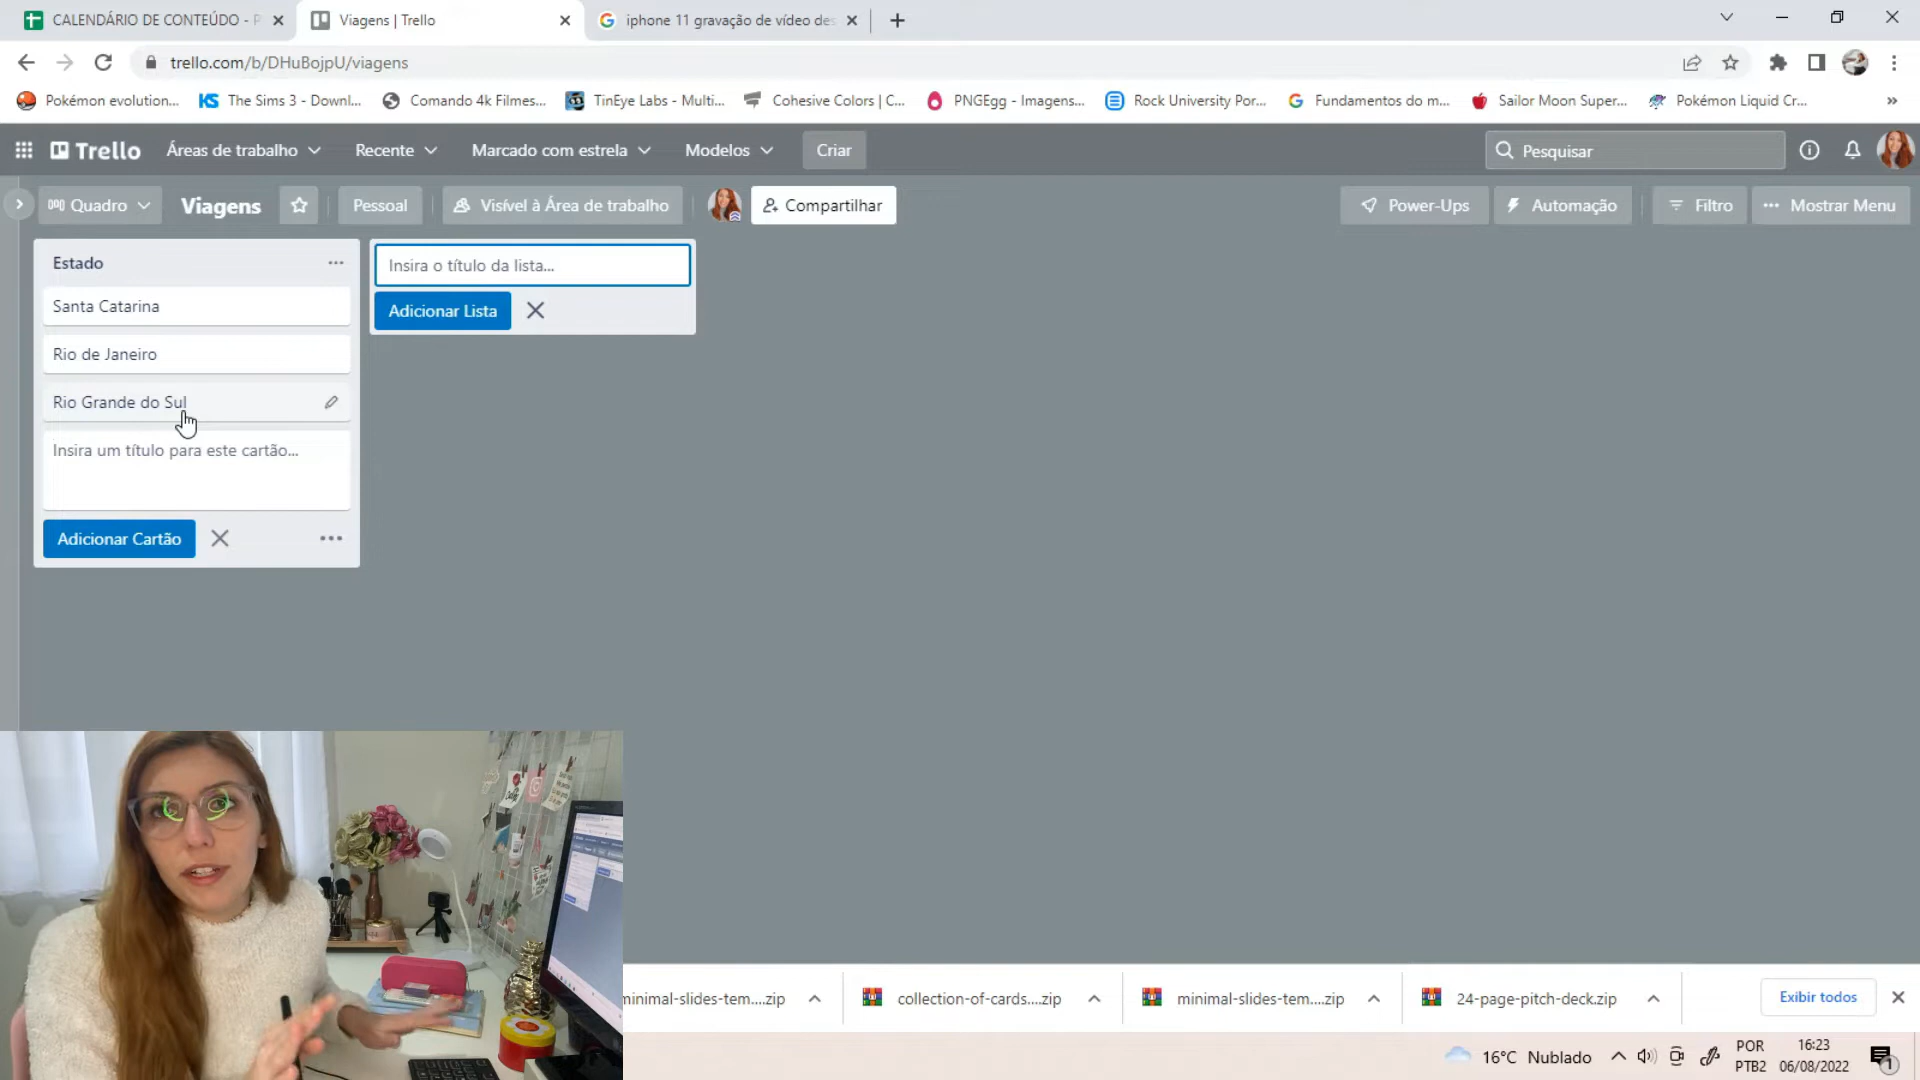 CALENDÁRIO DE CONTEÚDO - P
Viagens | Trello
iphone 11 gravação de vídeo des
trello.com/b/DHuBojpU/viagens
Pokémon evolution...
The Sims 3 - Downl...
Comando 4k Filmes...
TinEye Labs - Multi...
Cohesive Colors | C...
PNGEgg - Imagens...
Rock University Por...
Fundamentos do m...
Sailor Moon Super...
Pokémon Liquid Cr...
Trello
Áreas de trabalho
Recente
Marcado com estrela
Modelos
Criar
Pesquisar
Quadro
Viagens
Pessoal
Visível à Área de trabalho
Compartilhar
Power-Ups
Automação
Filtro
Mostrar Menu
Estado
Santa Catarina
Rio de Janeiro
Rio Grande do Sul
Insira um título para este cartão...
Adicionar Cartão
Insira o título da lista...
Adicionar Lista
minimal-slides-tem....zip
collection-of-cards....zip
minimal-slides-tem....zip
24-page-pitch-deck.zip
Exibir todos
16°C Nublado
POR
PTB2
16:23
06/08/2022
1